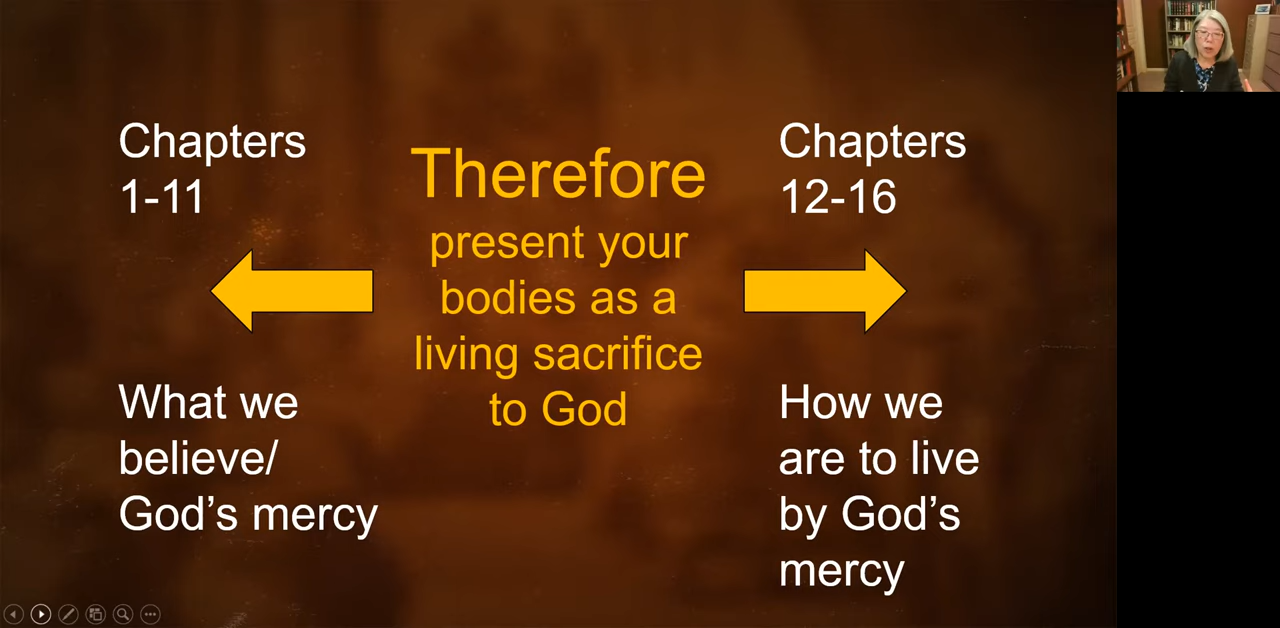 Chapters
1-11
What we
believe/
God's mercy
Therefore
present your
bodies as a
living sacrifice
to God
Chapters
12-16
How we
are to live
by God's
mercy